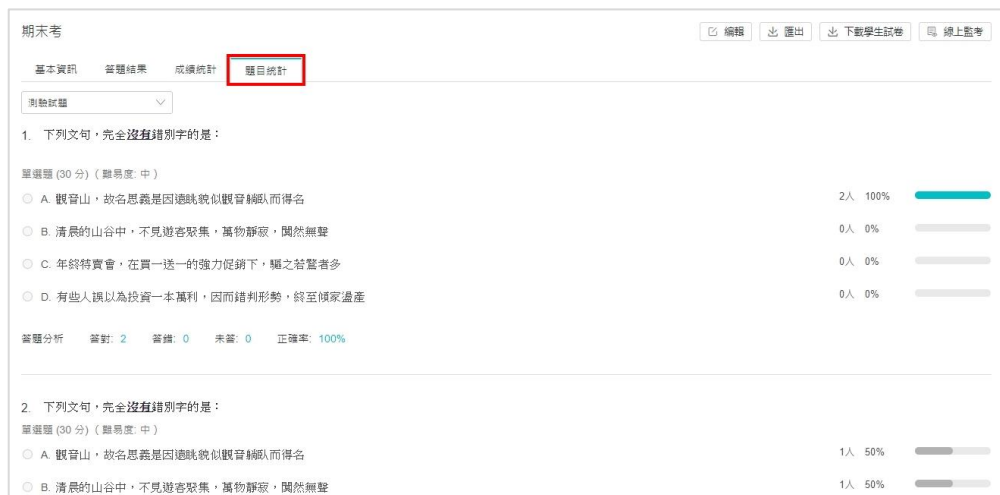 期末考
編輯 匯出 下載學生試卷 線上監考
基本資訊 答題結果 成績統計 題目統計
測驗試題
1. 下列文句，完全沒有錯別字的是：
單選題 (30 分) ( 難易度: 中 )
A. 觀音山，故名思義是因遠眺貌似觀音躺臥而得名 2人 100%
B. 清晨的山谷中，不見遊客聚集，萬物靜寂，闃然無聲 0人 0%
C. 年終特賣會，在買一送一的強力促銷下，驅之若鶩者多 0人 0%
D. 有些人誤以為投資一本萬利，因而錯判形勢，終至傾家盪產 0人 0%
答題分析 答對: 2 答錯: 0 未答: 0 正確率: 100%
2. 下列文句，完全沒有錯別字的是：
單選題 (30 分) ( 難易度: 中 )
A. 觀音山，故名思義是因遠眺貌似觀音躺臥而得名 1人 50%
B. 清晨的山谷中，不見遊客聚集，萬物靜寂，闃然無聲 1人 50%